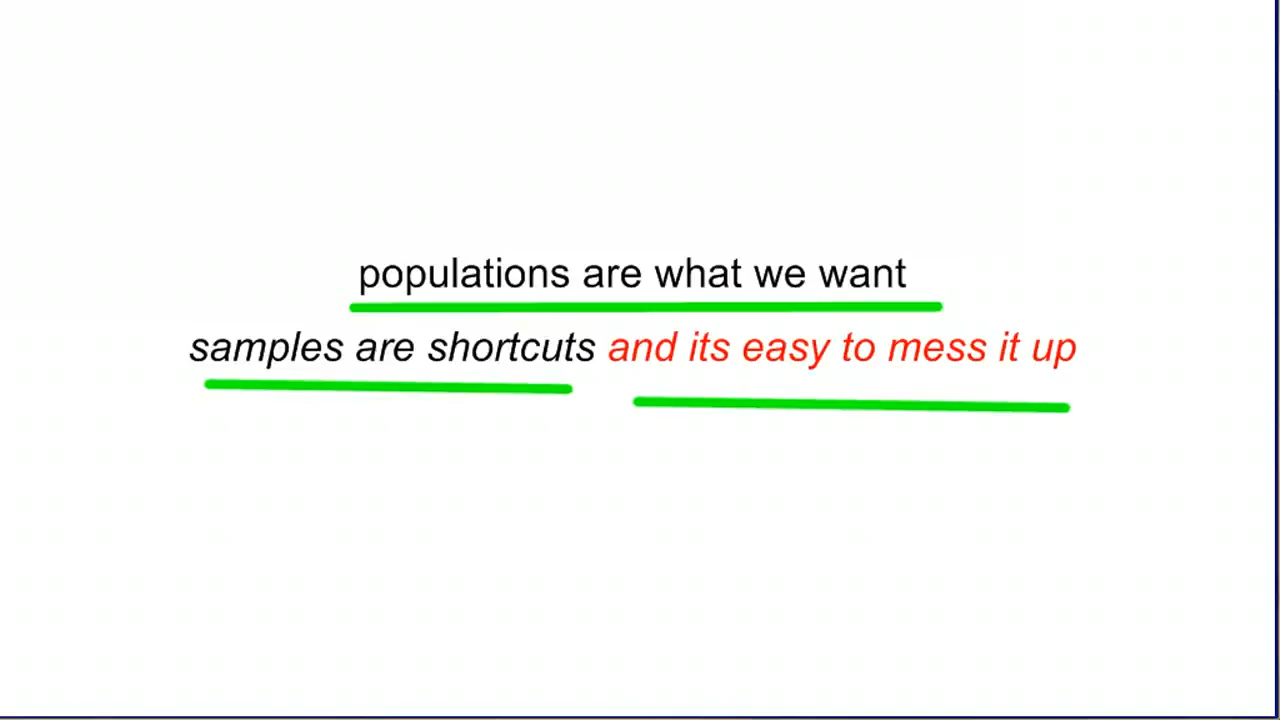 populations are what we want
samples are shortcuts and its easy to mess it up